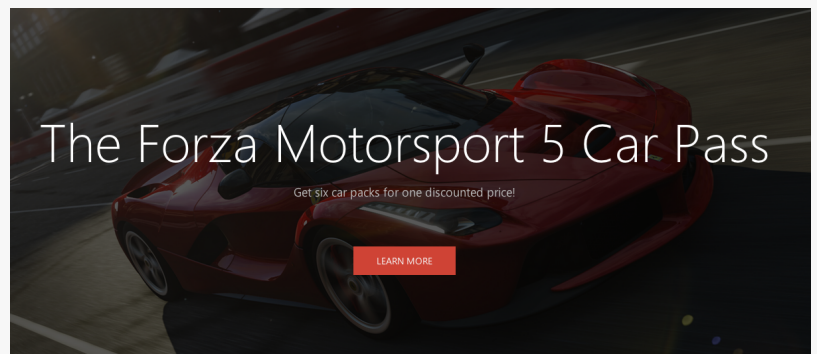 The Forza Motorsport 5 Car Pass
Get six car packs for one discounted price!
LEARN MORE